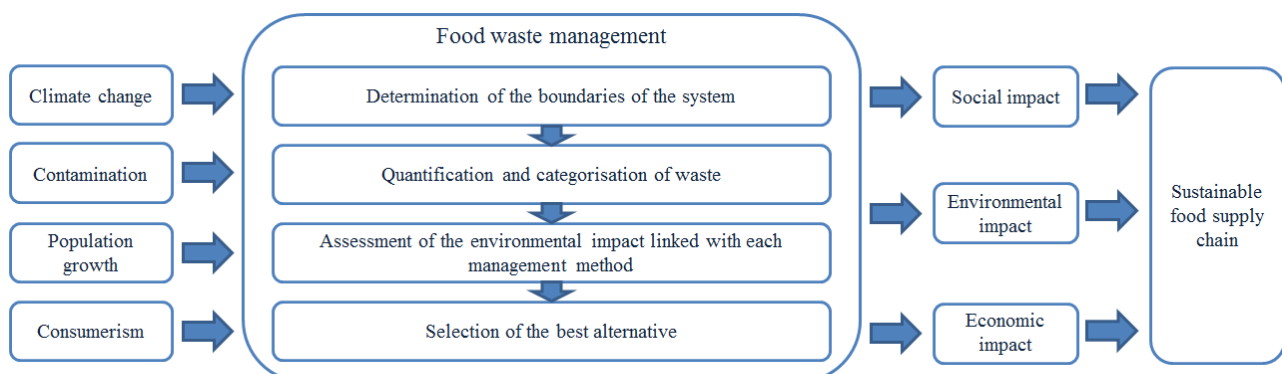 Food waste management
Climate change
Contamination
Population
growth
Consumerism
Determination of the boundaries of the system
Quantification and categorisation of waste
Assessment of the environmental impact linked with each
management method
Selection of the best alternative
Social impact
Environmental
impact
Economic
impact
Sustainable
food supply
chain